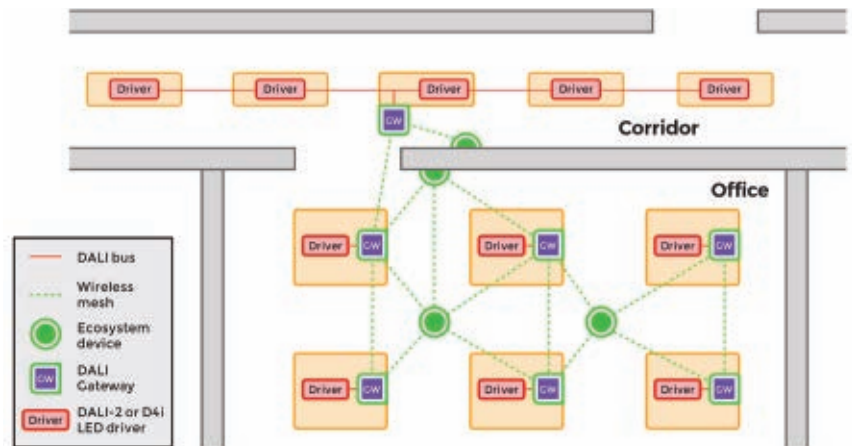 Driver Driver Driver Driver Driver
GW
Corridor
Office
Driver GW Driver GW Driver GW
DALI bus
Wireless
mesh
Ecosystem
device
GW DALI
Gateway
Driver DALI-2 or D4i
LED driver
Driver GW Driver GW Driver GW